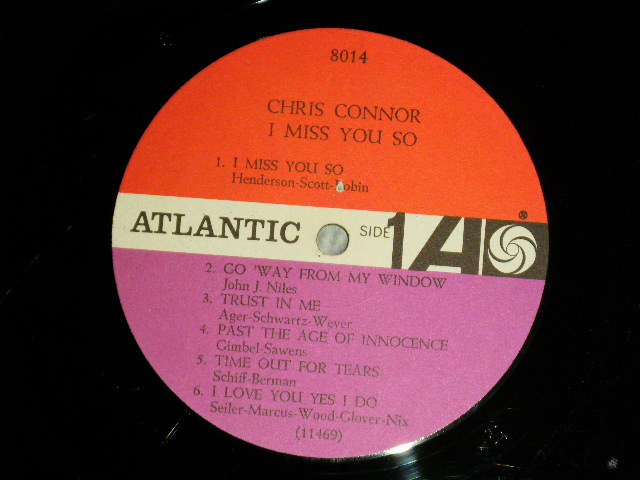 8014
CHRIS CONNOR
I MISS YOU SO
1. I MISS YOU SO
Henderson-Scott-Robin
ATLANTIC SIDE 1 A ®
2. GO 'WAY FROM MY WINDOW
John J. Niles
3. TRUST IN ME
Ager-Schwartz-Wever
4. PAST THE AGE OF INNOCENCE
Gimbel-Sawens
5. TIME OUT FOR TEARS
Schiff-Berman
6. I LOVE YOU YES I DO
Seiler-Marcus-Wood-Glover-Nix
(11469)